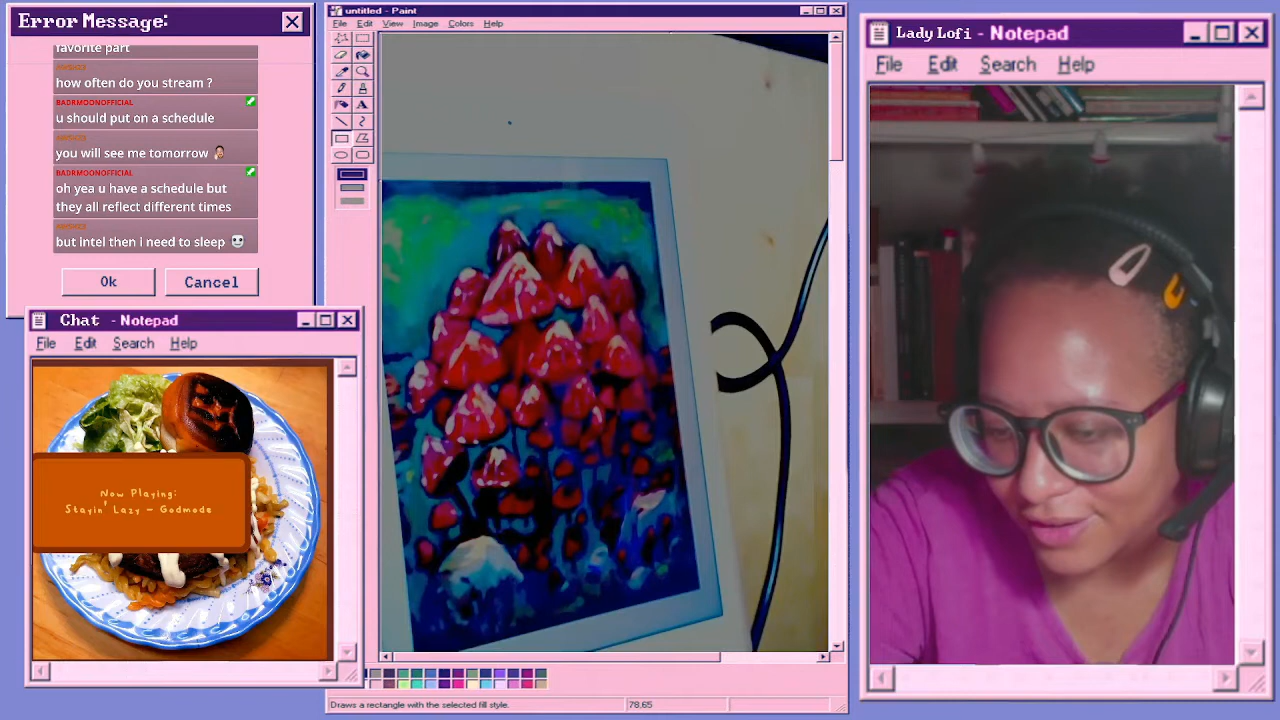 Error Message:
favorite part
how often do you stream ?
BADRMOONOFFICIAL
u should put on a schedule
you will see me tomorrow
BADRMOONOFFICIAL
oh yea u have a schedule but
they all reflect different times
but intel then i need to sleep
Ok
Cancel
Chat - Notepad
File Edit Search Help
Now Playing:
Stayin' Lazy - Godmode
untitled - Paint
File Edit View Image Colors Help
A
Draws a rectangle with the selected fill style.
78,65
Lady Lofi - Notepad
File Edit Search Help